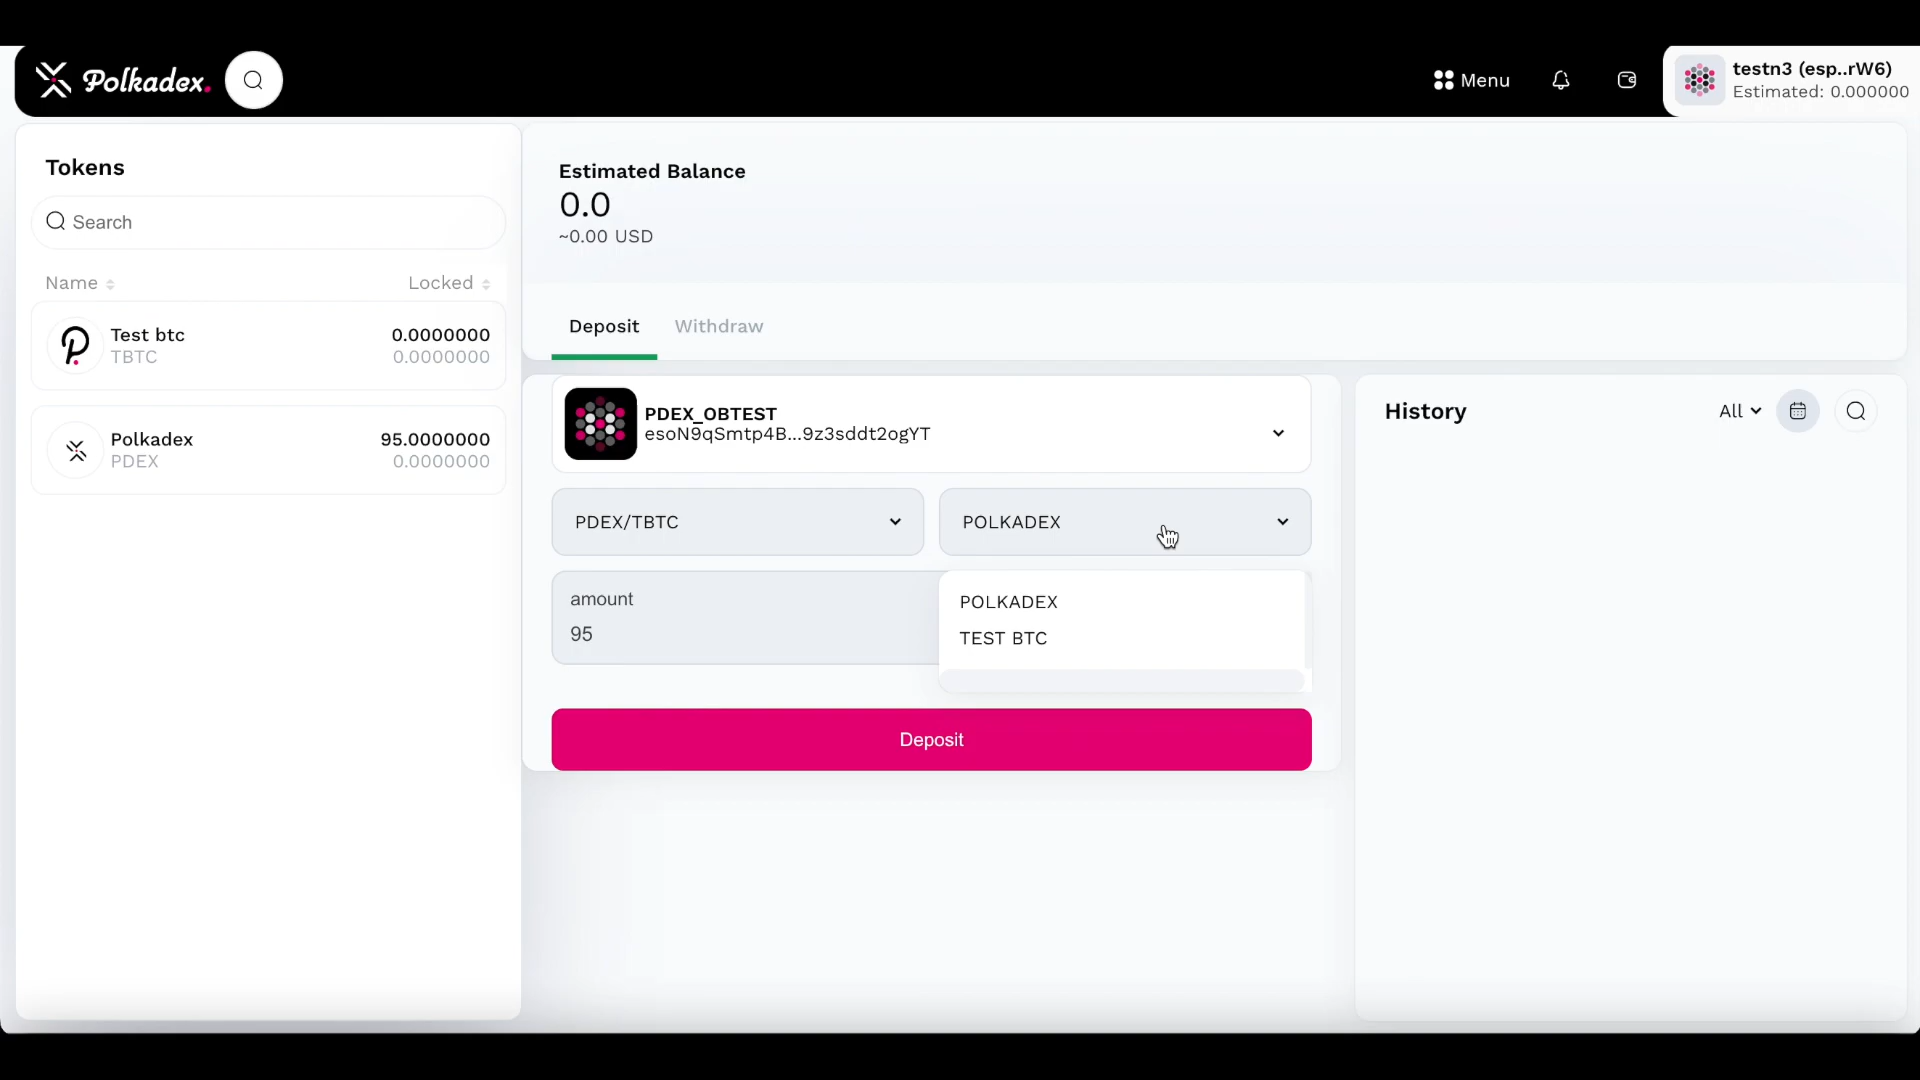 Polkadex.
Menu
testn3 (esp..rW6)
Estimated: 0.000000
Tokens
Search
Name
Locked
Test btc
0.0000000
TBTC
0.0000000
Polkadex
95.0000000
PDEX
0.0000000
Estimated Balance
0.0
~0.00 USD
Deposit
Withdraw
PDEX_OBTEST
esoN9qSmtp4B...9z3sddt2ogYT
PDEX/TBTC
POLKADEX
amount
95
POLKADEX
TEST BTC
Deposit
History
All